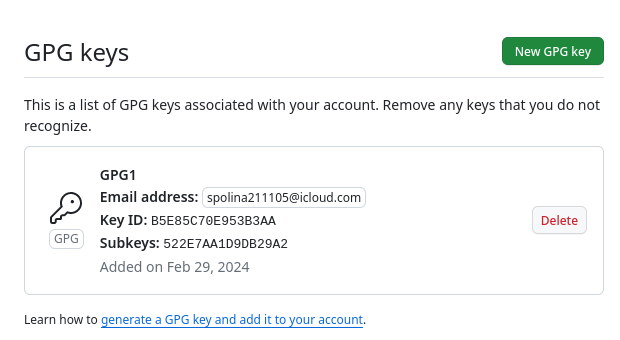 GPG keys
New GPG key
This is a list of GPG keys associated with your account. Remove any keys that you do not
recognize.
GPG1
Email address: spolina211105@icloud.com
Key ID: B5E85C70E953B3AA
Subkeys: 522E7AA1D9DB29A2
Added on Feb 29, 2024
GPG
Delete
Learn how to generate a GPG key and add it to your account.